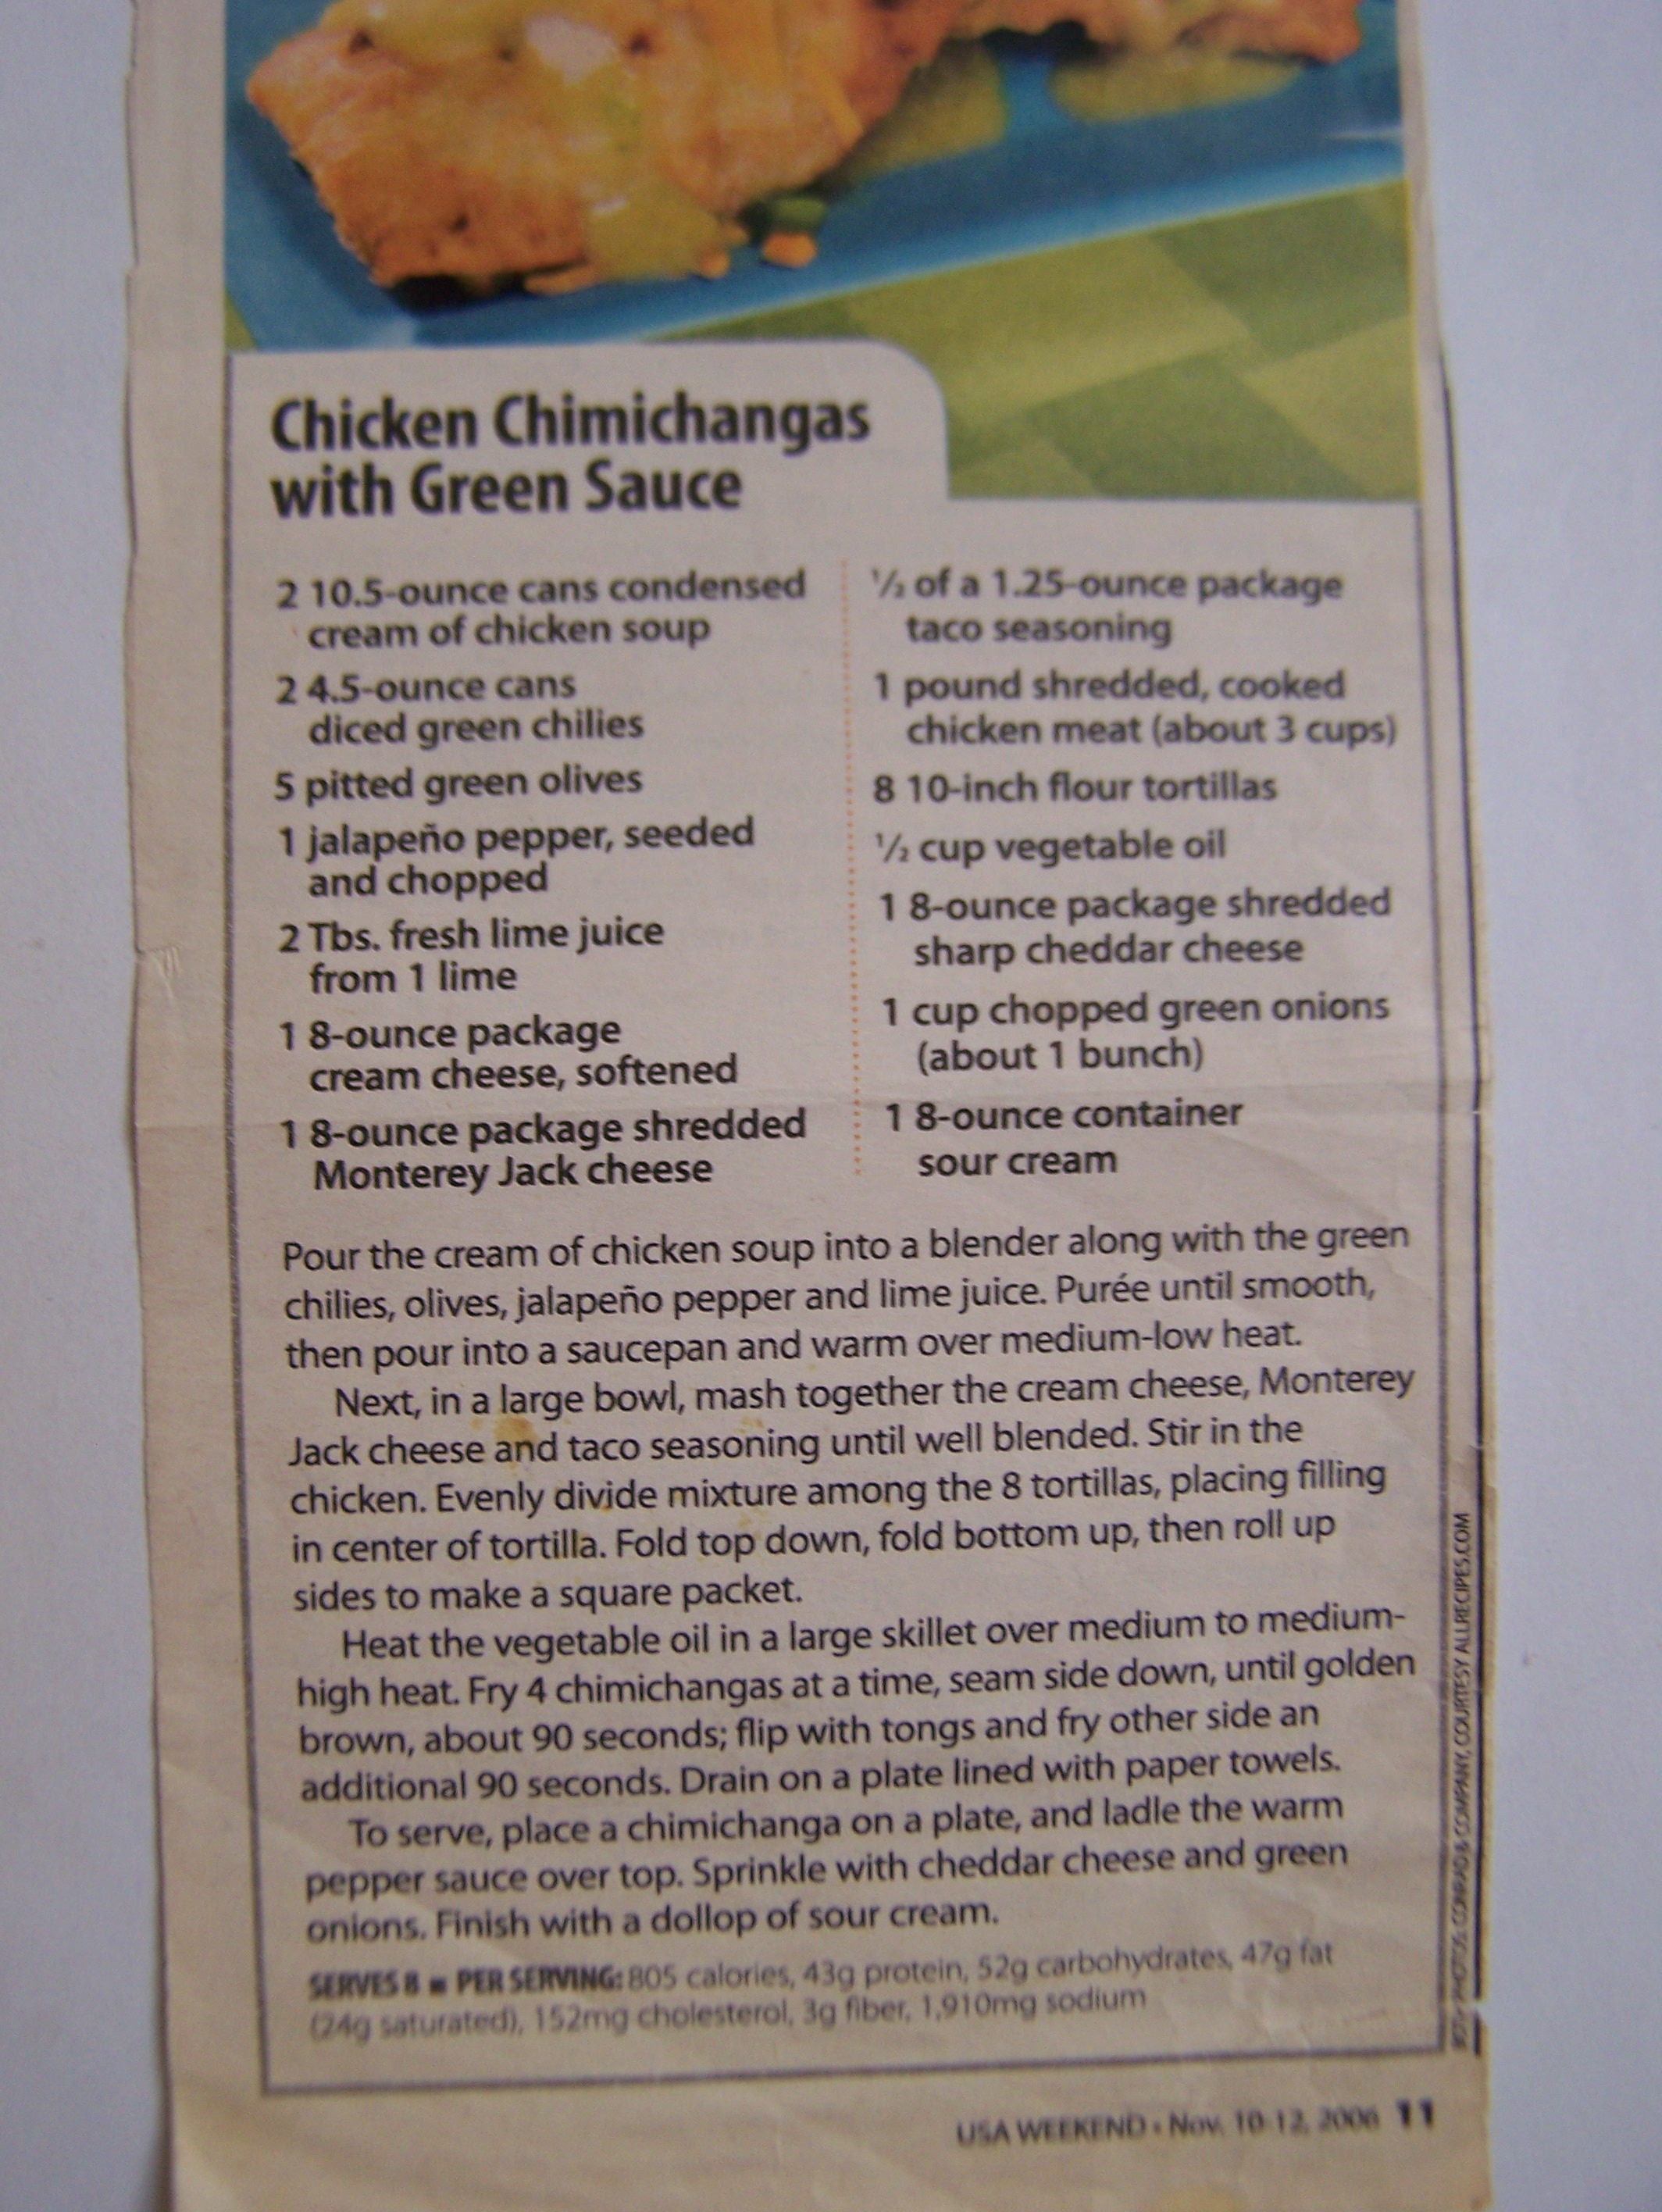 Chicken Chimichangas
with Green Sauce
2 10.5-ounce cans condensed
cream of chicken soup
2 4.5-ounce cans
diced green chilies
5 pitted green olives
1 jalapeño pepper, seeded
and chopped
2 Tbs. fresh lime juice
from 1 lime
1 8-ounce package
cream cheese, softened
1 8-ounce package shredded
Monterey Jack cheese
½ of a 1.25-ounce package
taco seasoning
1 pound shredded, cooked
chicken meat (about 3 cups)
8 10-inch flour tortillas
½ cup vegetable oil
1 8-ounce package shredded
sharp cheddar cheese
1 cup chopped green onions
(about 1 bunch)
1 8-ounce container
sour cream
Pour the cream of chicken soup into a blender along with the green
chilies, olives, jalapeño pepper and lime juice. Purée until smooth,
then pour into a saucepan and warm over medium-low heat.
Next, in a large bowl, mash together the cream cheese, Monterey
Jack cheese and taco seasoning until well blended. Stir in the
chicken. Evenly divide mixture among the 8 tortillas, placing filling
in center of tortilla. Fold top down, fold bottom up, then roll up
sides to make a square packet.
Heat the vegetable oil in a large skillet over medium to medium-
high heat. Fry 4 chimichangas at a time, seam side down, until golden
brown, about 90 seconds; flip with tongs and fry other side an
additional 90 seconds. Drain on a plate lined with paper towels.
To serve, place a chimichanga on a plate, and ladle the warm
pepper sauce over top. Sprinkle with cheddar cheese and green
onions. Finish with a dollop of sour cream.
SERVES 8 ■ PER SERVING: 805 calories, 43g protein, 52g carbohydrates, 47g fat
(24g saturated), 152mg cholesterol, 3g fiber, 1,910mg sodium
PHOTOS: CONRAD & COMPANY, COURTESY ALLRECIPES.COM
USA WEEKEND • Nov. 10-12, 2006 11